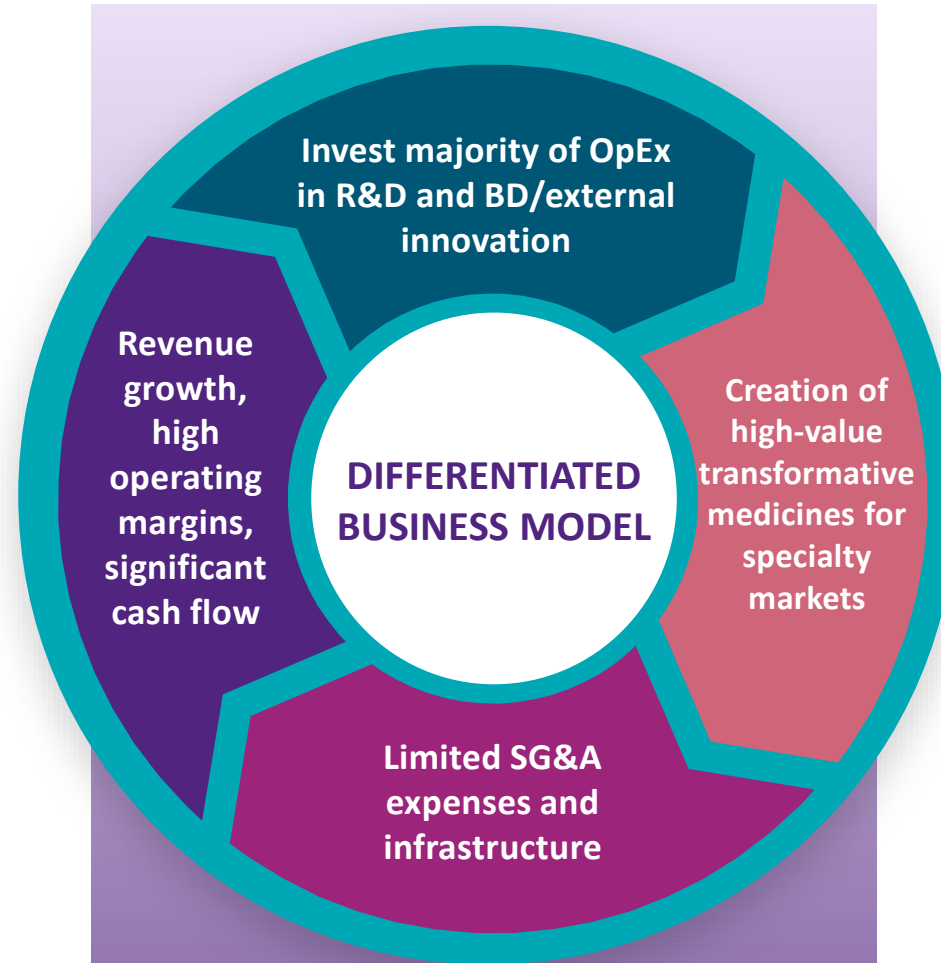 Invest majority of OpEx
in R&D and BD/external
innovation
Creation of
high-value
transformative
medicines for
specialty
markets
Limited SG&A
expenses and
infrastructure
Revenue
growth,
high
operating
margins,
significant
cash flow
DIFFERENTIATED
BUSINESS MODEL